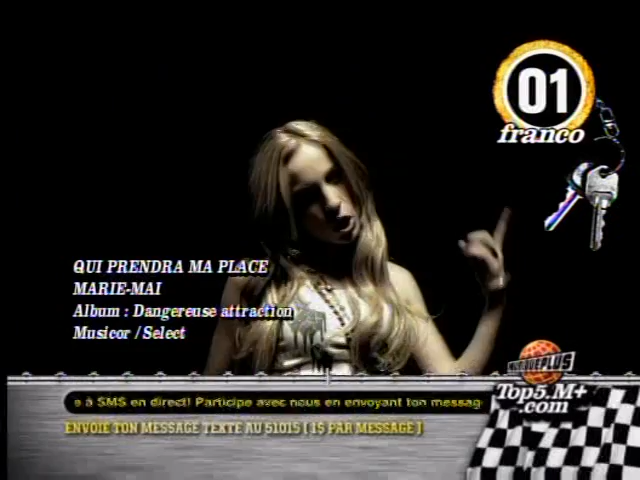 01
franco
QUI PRENDRA MA PLACE
MARIE-MAI
Album : Dangereuse attraction
Musicor / Select
MUSIQUEPLUS
e à SMS en direct! Participe avec nous en envoyant ton messag
Top5.M+
.com
ENVOIE TON MESSAGE TEXTE AU 51015 ( 1$ PAR MESSAGE )